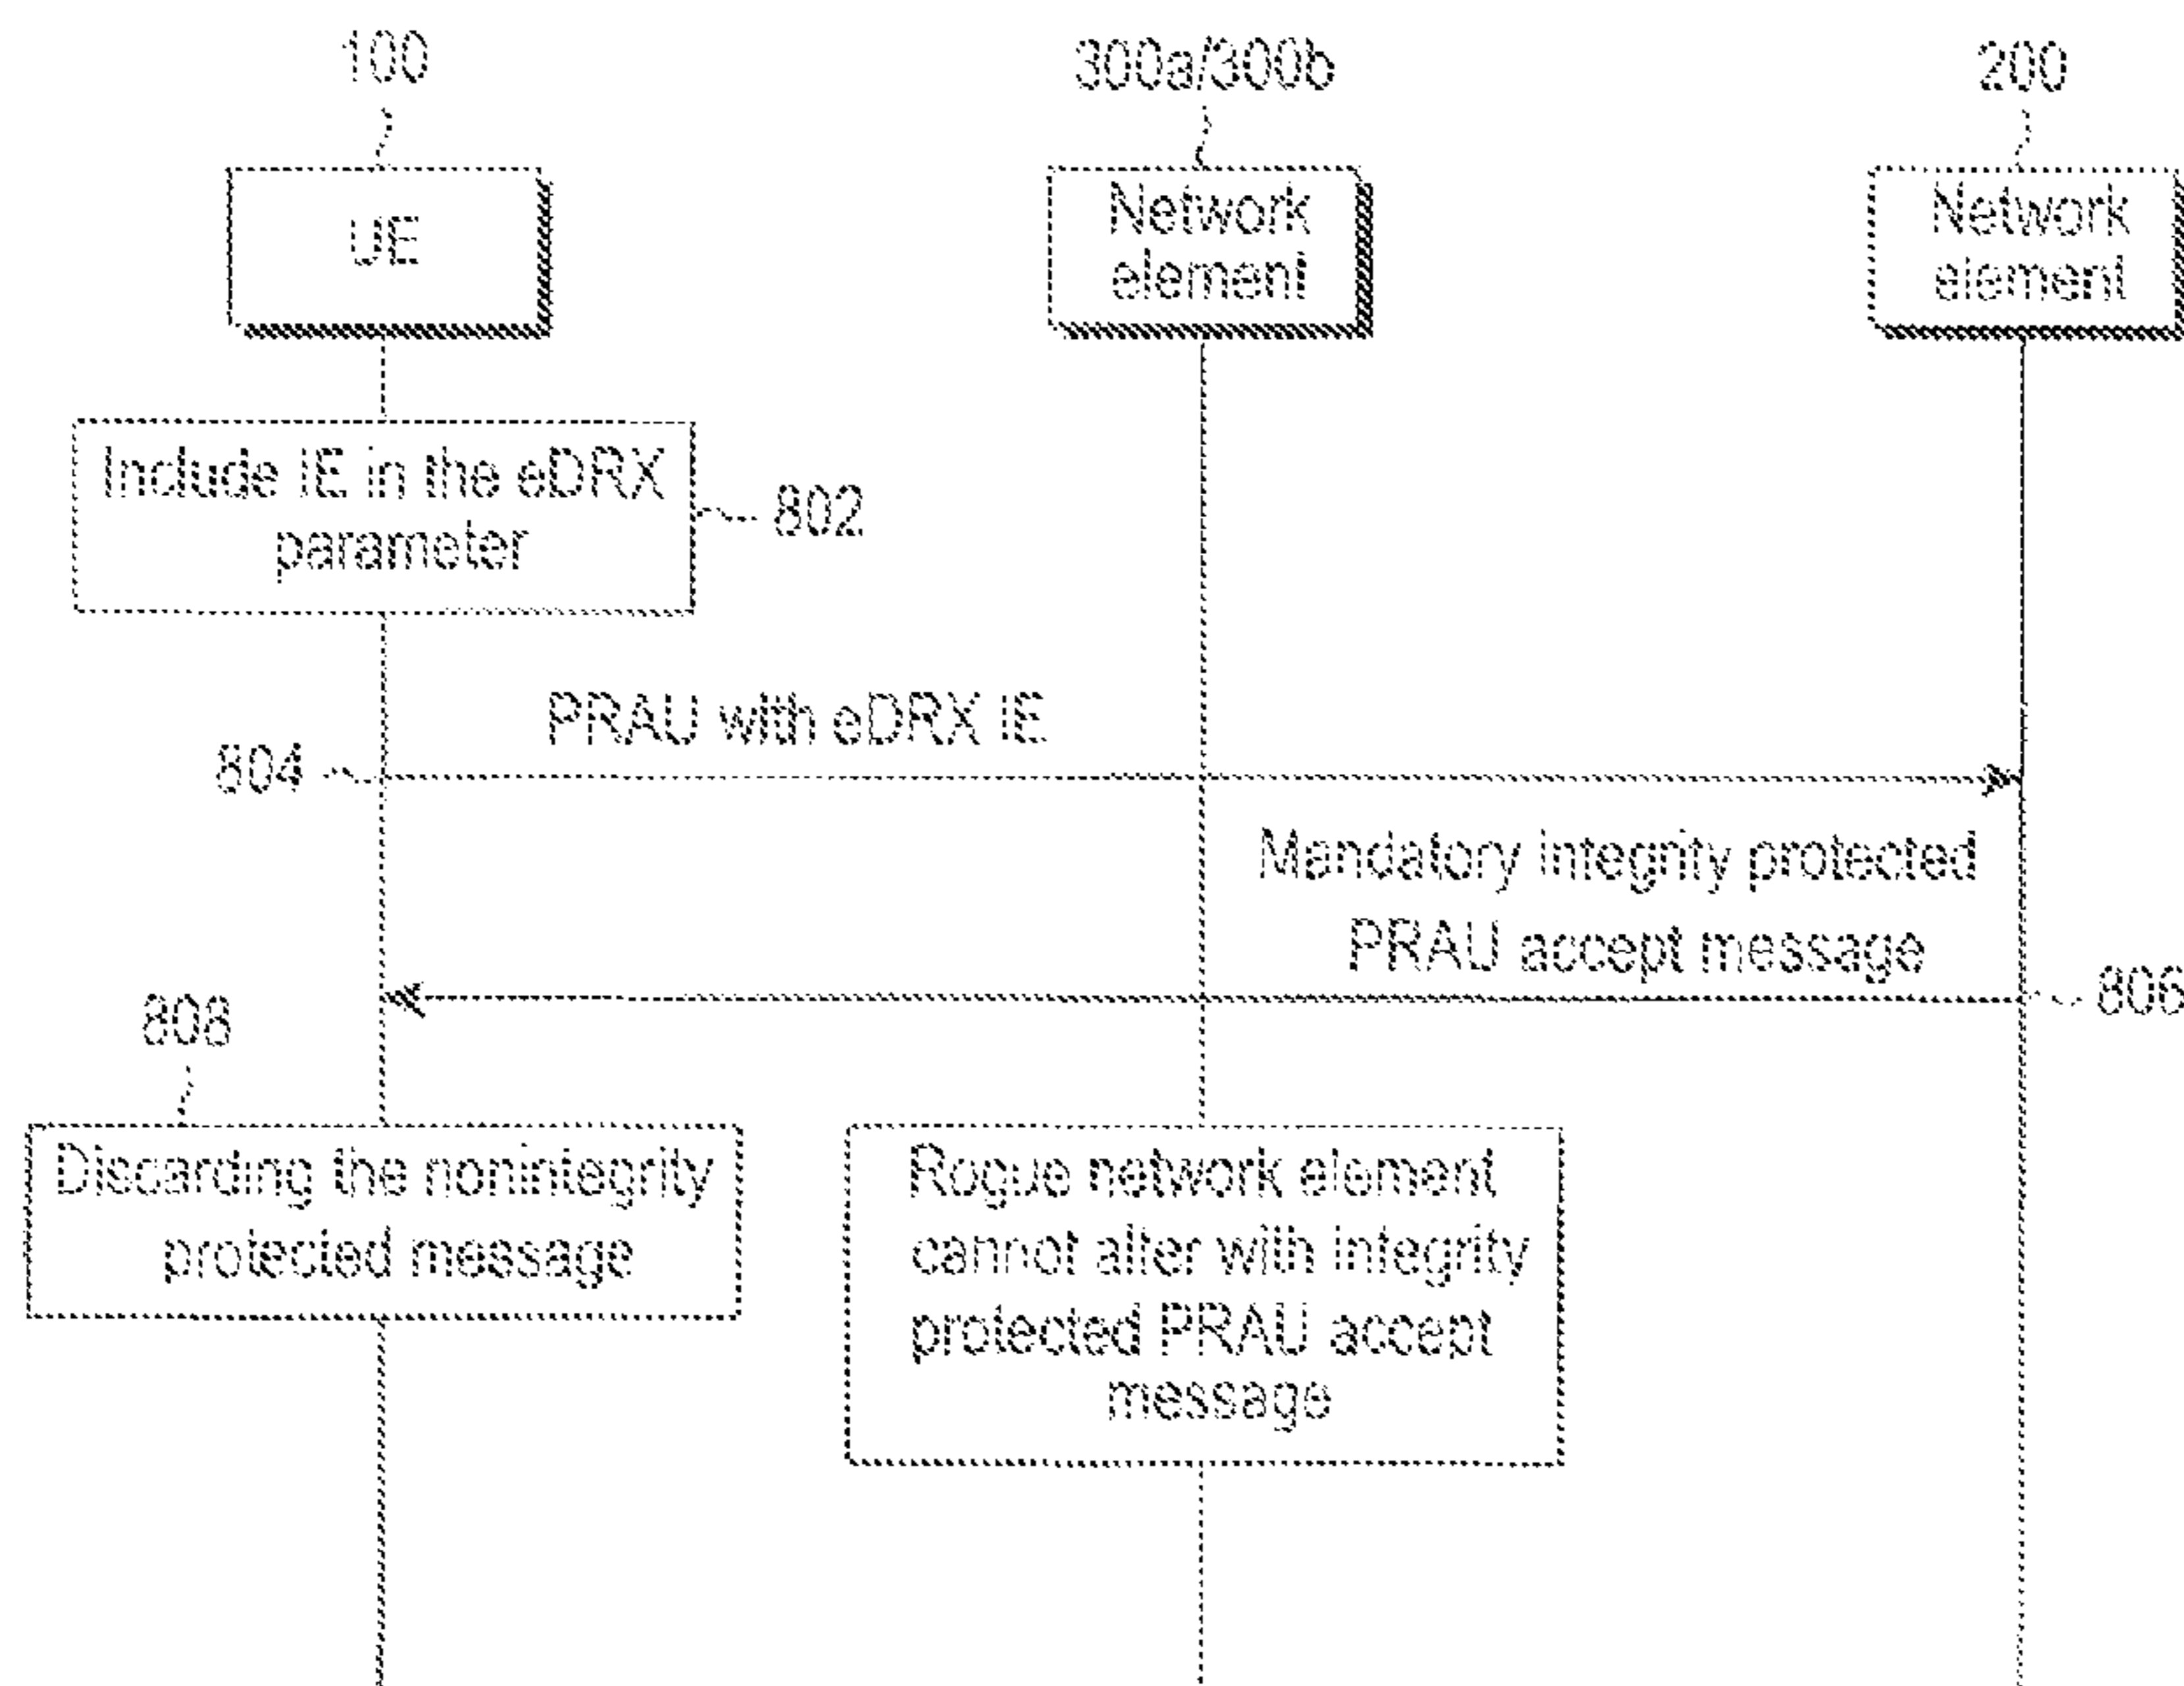 100
300a/300b
200
UE
Network
element
Network
element
Include IE in the eDRX
parameter
802
PRAU with eDRX IE
804
Mandatory integrity protected
PRAU accept message
806
808
Discarding the nonintegrity
protected message
Rogue network element
cannot alter with integrity
protected PRAU accept
message